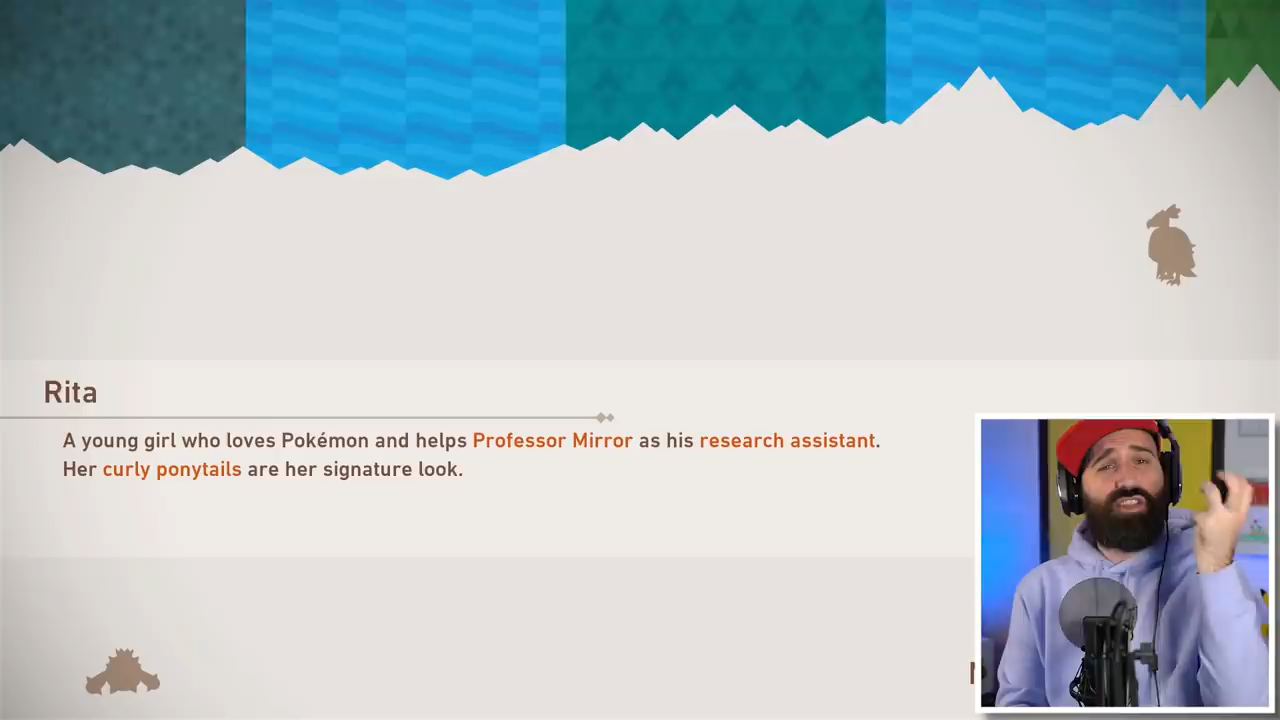 Rita
A young girl who loves Pokémon and helps Professor Mirror as his research assistant.
Her curly ponytails are her signature look.